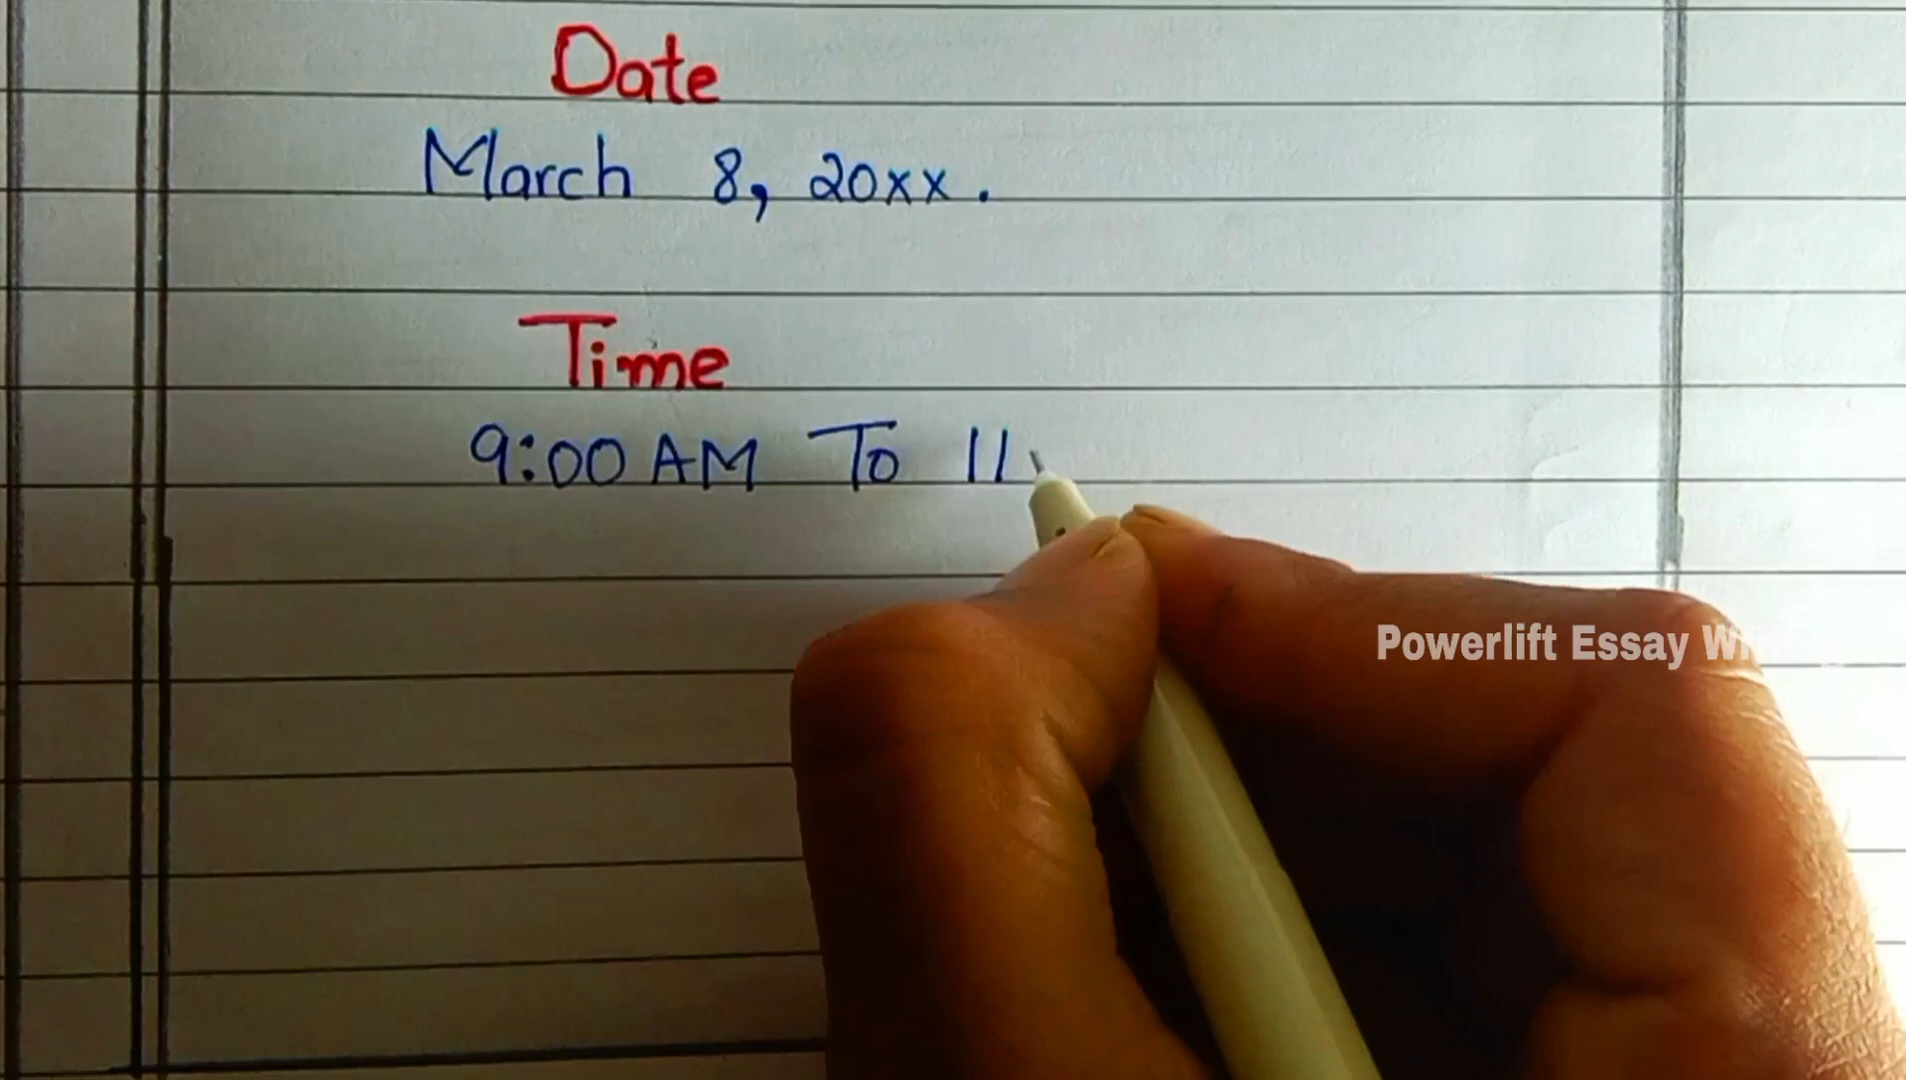 Date
March 8, 20xx.
Time
9:00 AM To 11
Powerlift Essay